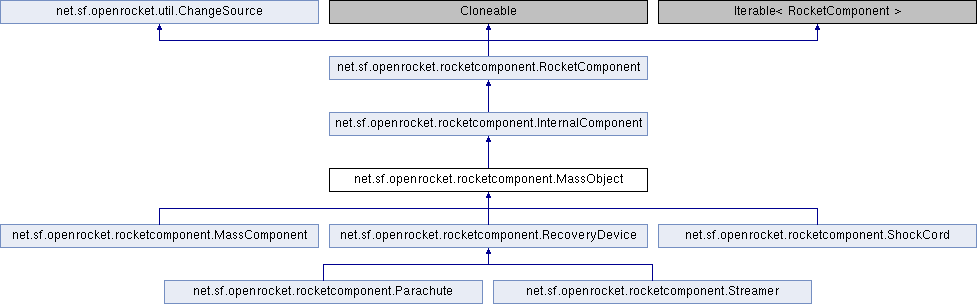 net.sf.openrocket.util.ChangeSource
Cloneable
Iterable< RocketComponent >
net.sf.openrocket.rocketcomponent.RocketComponent
net.sf.openrocket.rocketcomponent.InternalComponent
net.sf.openrocket.rocketcomponent.MassObject
net.sf.openrocket.rocketcomponent.MassComponent
net.sf.openrocket.rocketcomponent.RecoveryDevice
net.sf.openrocket.rocketcomponent.ShockCord
net.sf.openrocket.rocketcomponent.Parachute
net.sf.openrocket.rocketcomponent.Streamer